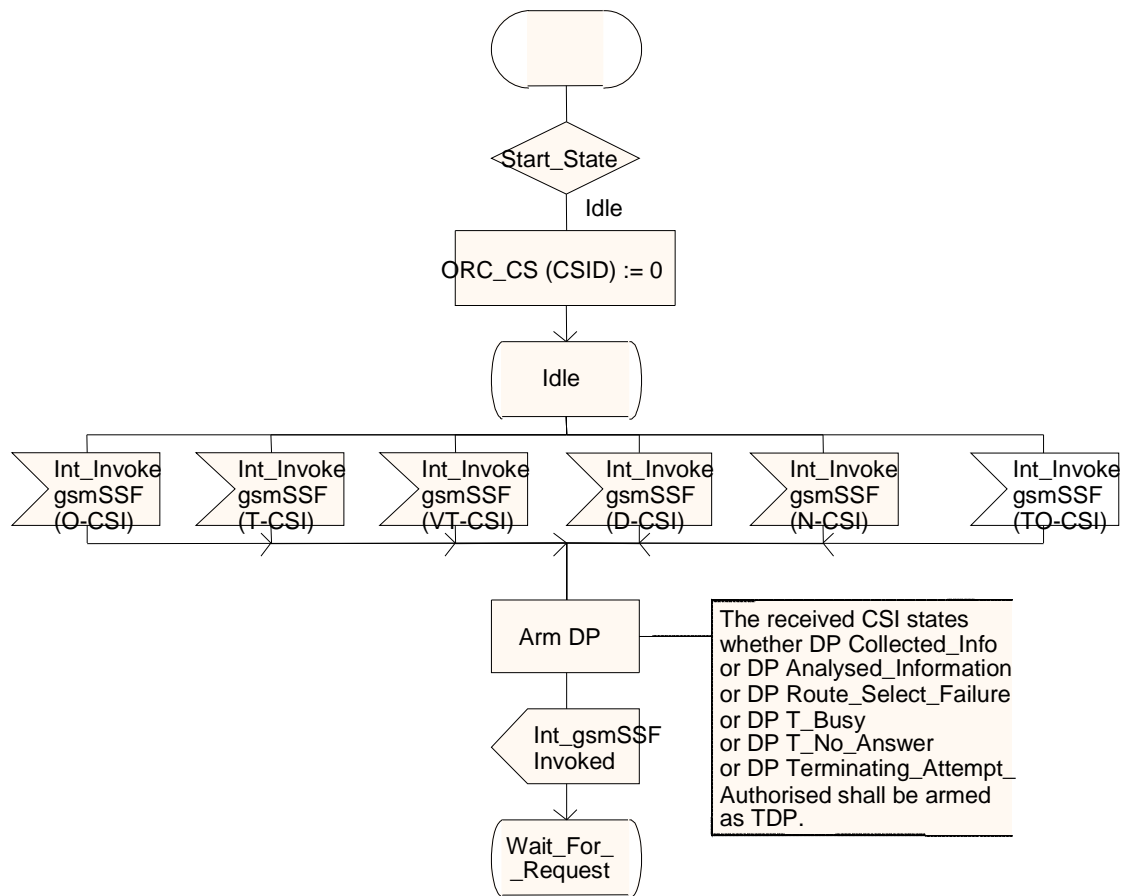 Start_State
Idle
ORC_CS (CSID) := 0
Idle
Int_Invoke
gsmSSF
(O-CSI)
Int_Invoke
gsmSSF
(T-CSI)
Int_Invoke
gsmSSF
(VT-CSI)
Int_Invoke
gsmSSF
(D-CSI)
Int_Invoke
gsmSSF
(N-CSI)
Int_Invoke
gsmSSF
(TO-CSI)
Arm DP
The received CSI states
whether DP Collected_Info
or DP Analysed_Information
or DP Route_Select_Failure
or DP T_Busy
or DP T_No_Answer
or DP Terminating_Attempt_
Authorised shall be armed
as TDP.
Int_gsmSSF
Invoked
Wait_For_
_Request